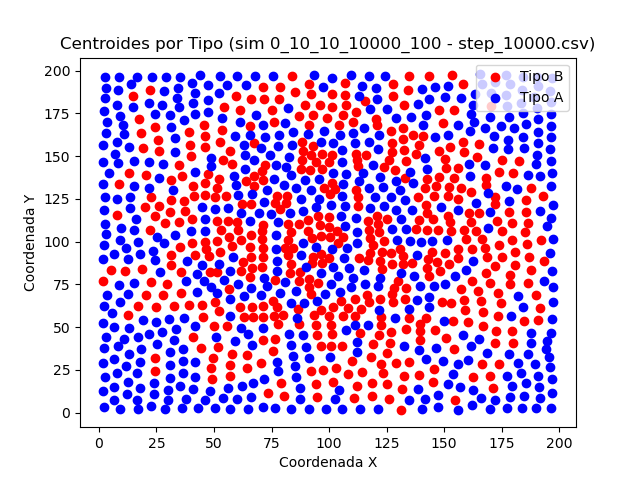 Centroides por Tipo (sim 0_10_10_10000_100 - step_10000.csv)
Tipo B
Tipo A
Coordenada Y
200
175
150
125
100
75
50
25
0
0 25 50 75 100 125 150 175 200
Coordenada X